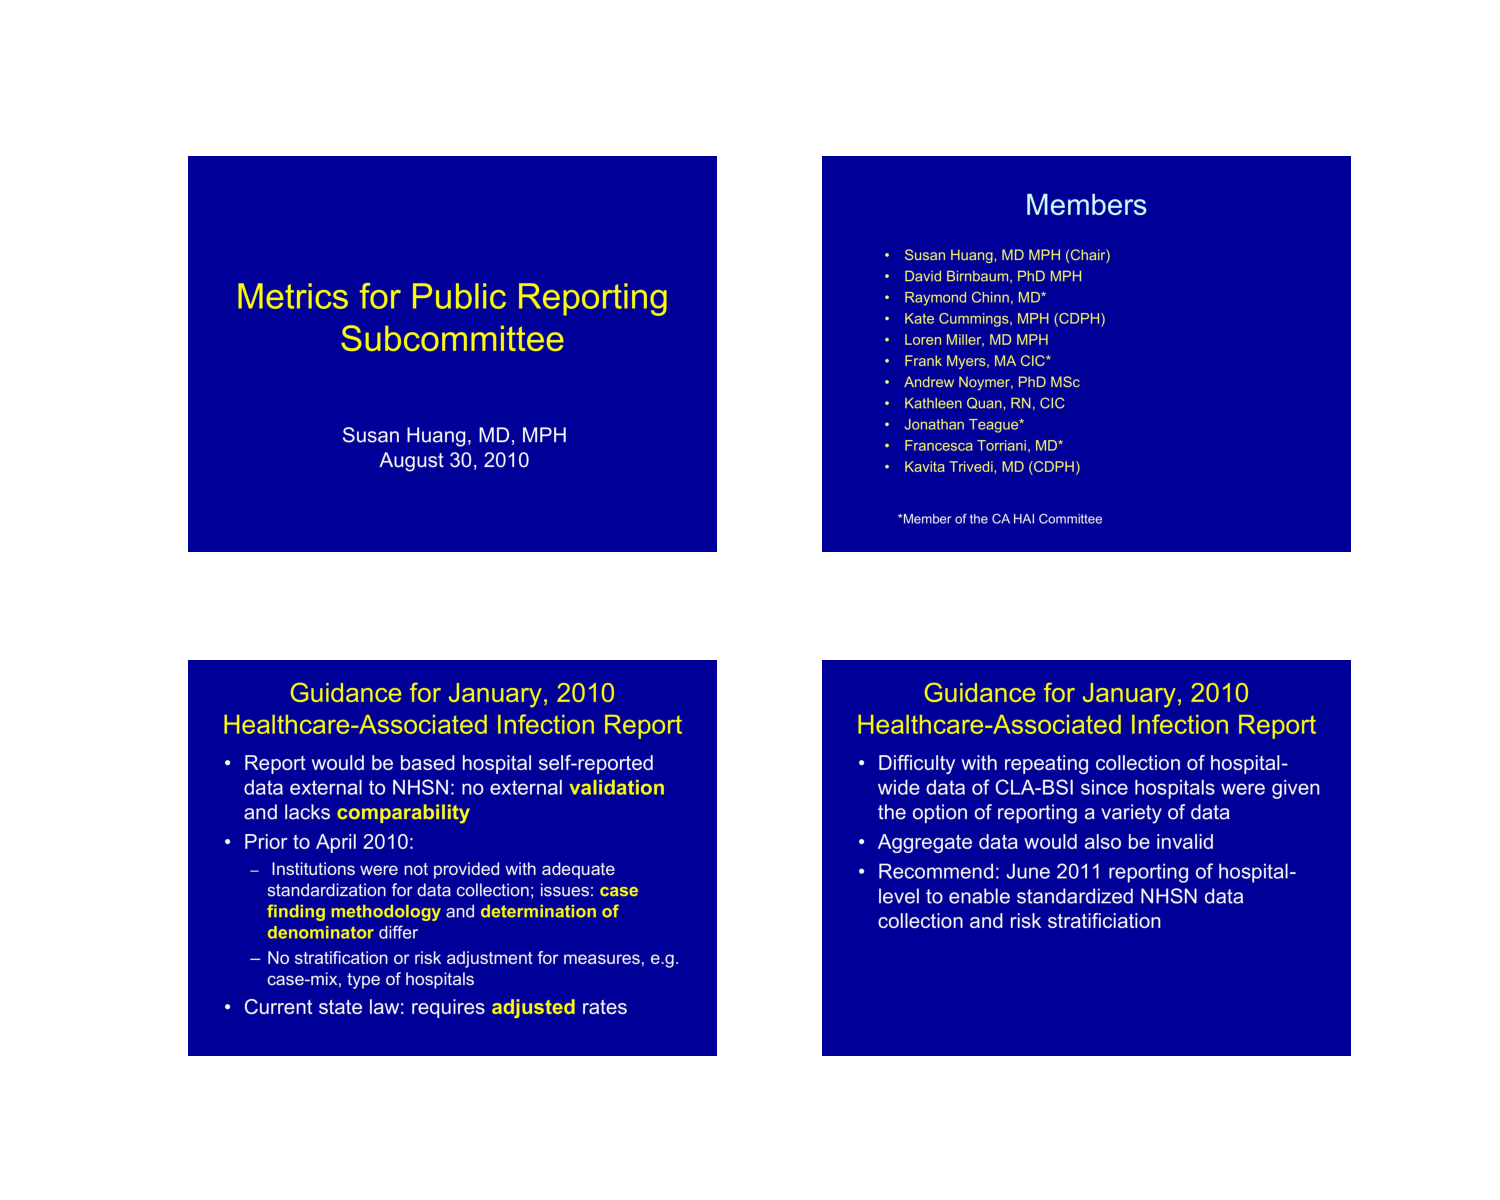 Metrics for Public Reporting
Subcommittee
Susan Huang, MD, MPH
August 30, 2010
Members
• Susan Huang, MD MPH (Chair)
• David Birnbaum, PhD MPH
• Raymond Chinn, MD*
• Kate Cummings, MPH (CDPH)
• Loren Miller, MD MPH
• Frank Myers, MA CIC*
• Andrew Noymer, PhD MSc
• Kathleen Quan, RN, CIC
• Jonathan Teague*
• Francesca Torriani, MD*
• Kavita Trivedi, MD (CDPH)
*Member of the CA HAI Committee
Guidance for January, 2010
Healthcare-Associated Infection Report
• Report would be based hospital self-reported
data external to NHSN: no external validation
and lacks comparability
• Prior to April 2010:
– Institutions were not provided with adequate
standardization for data collection; issues: case
finding methodology and determination of
denominator differ
– No stratification or risk adjustment for measures, e.g.
case-mix, type of hospitals
• Current state law: requires adjusted rates
Guidance for January, 2010
Healthcare-Associated Infection Report
• Difficulty with repeating collection of hospital-
wide data of CLA-BSI since hospitals were given
the option of reporting a variety of data
• Aggregate data would also be invalid
• Recommend: June 2011 reporting of hospital-
level to enable standardized NHSN data
collection and risk stratificiation